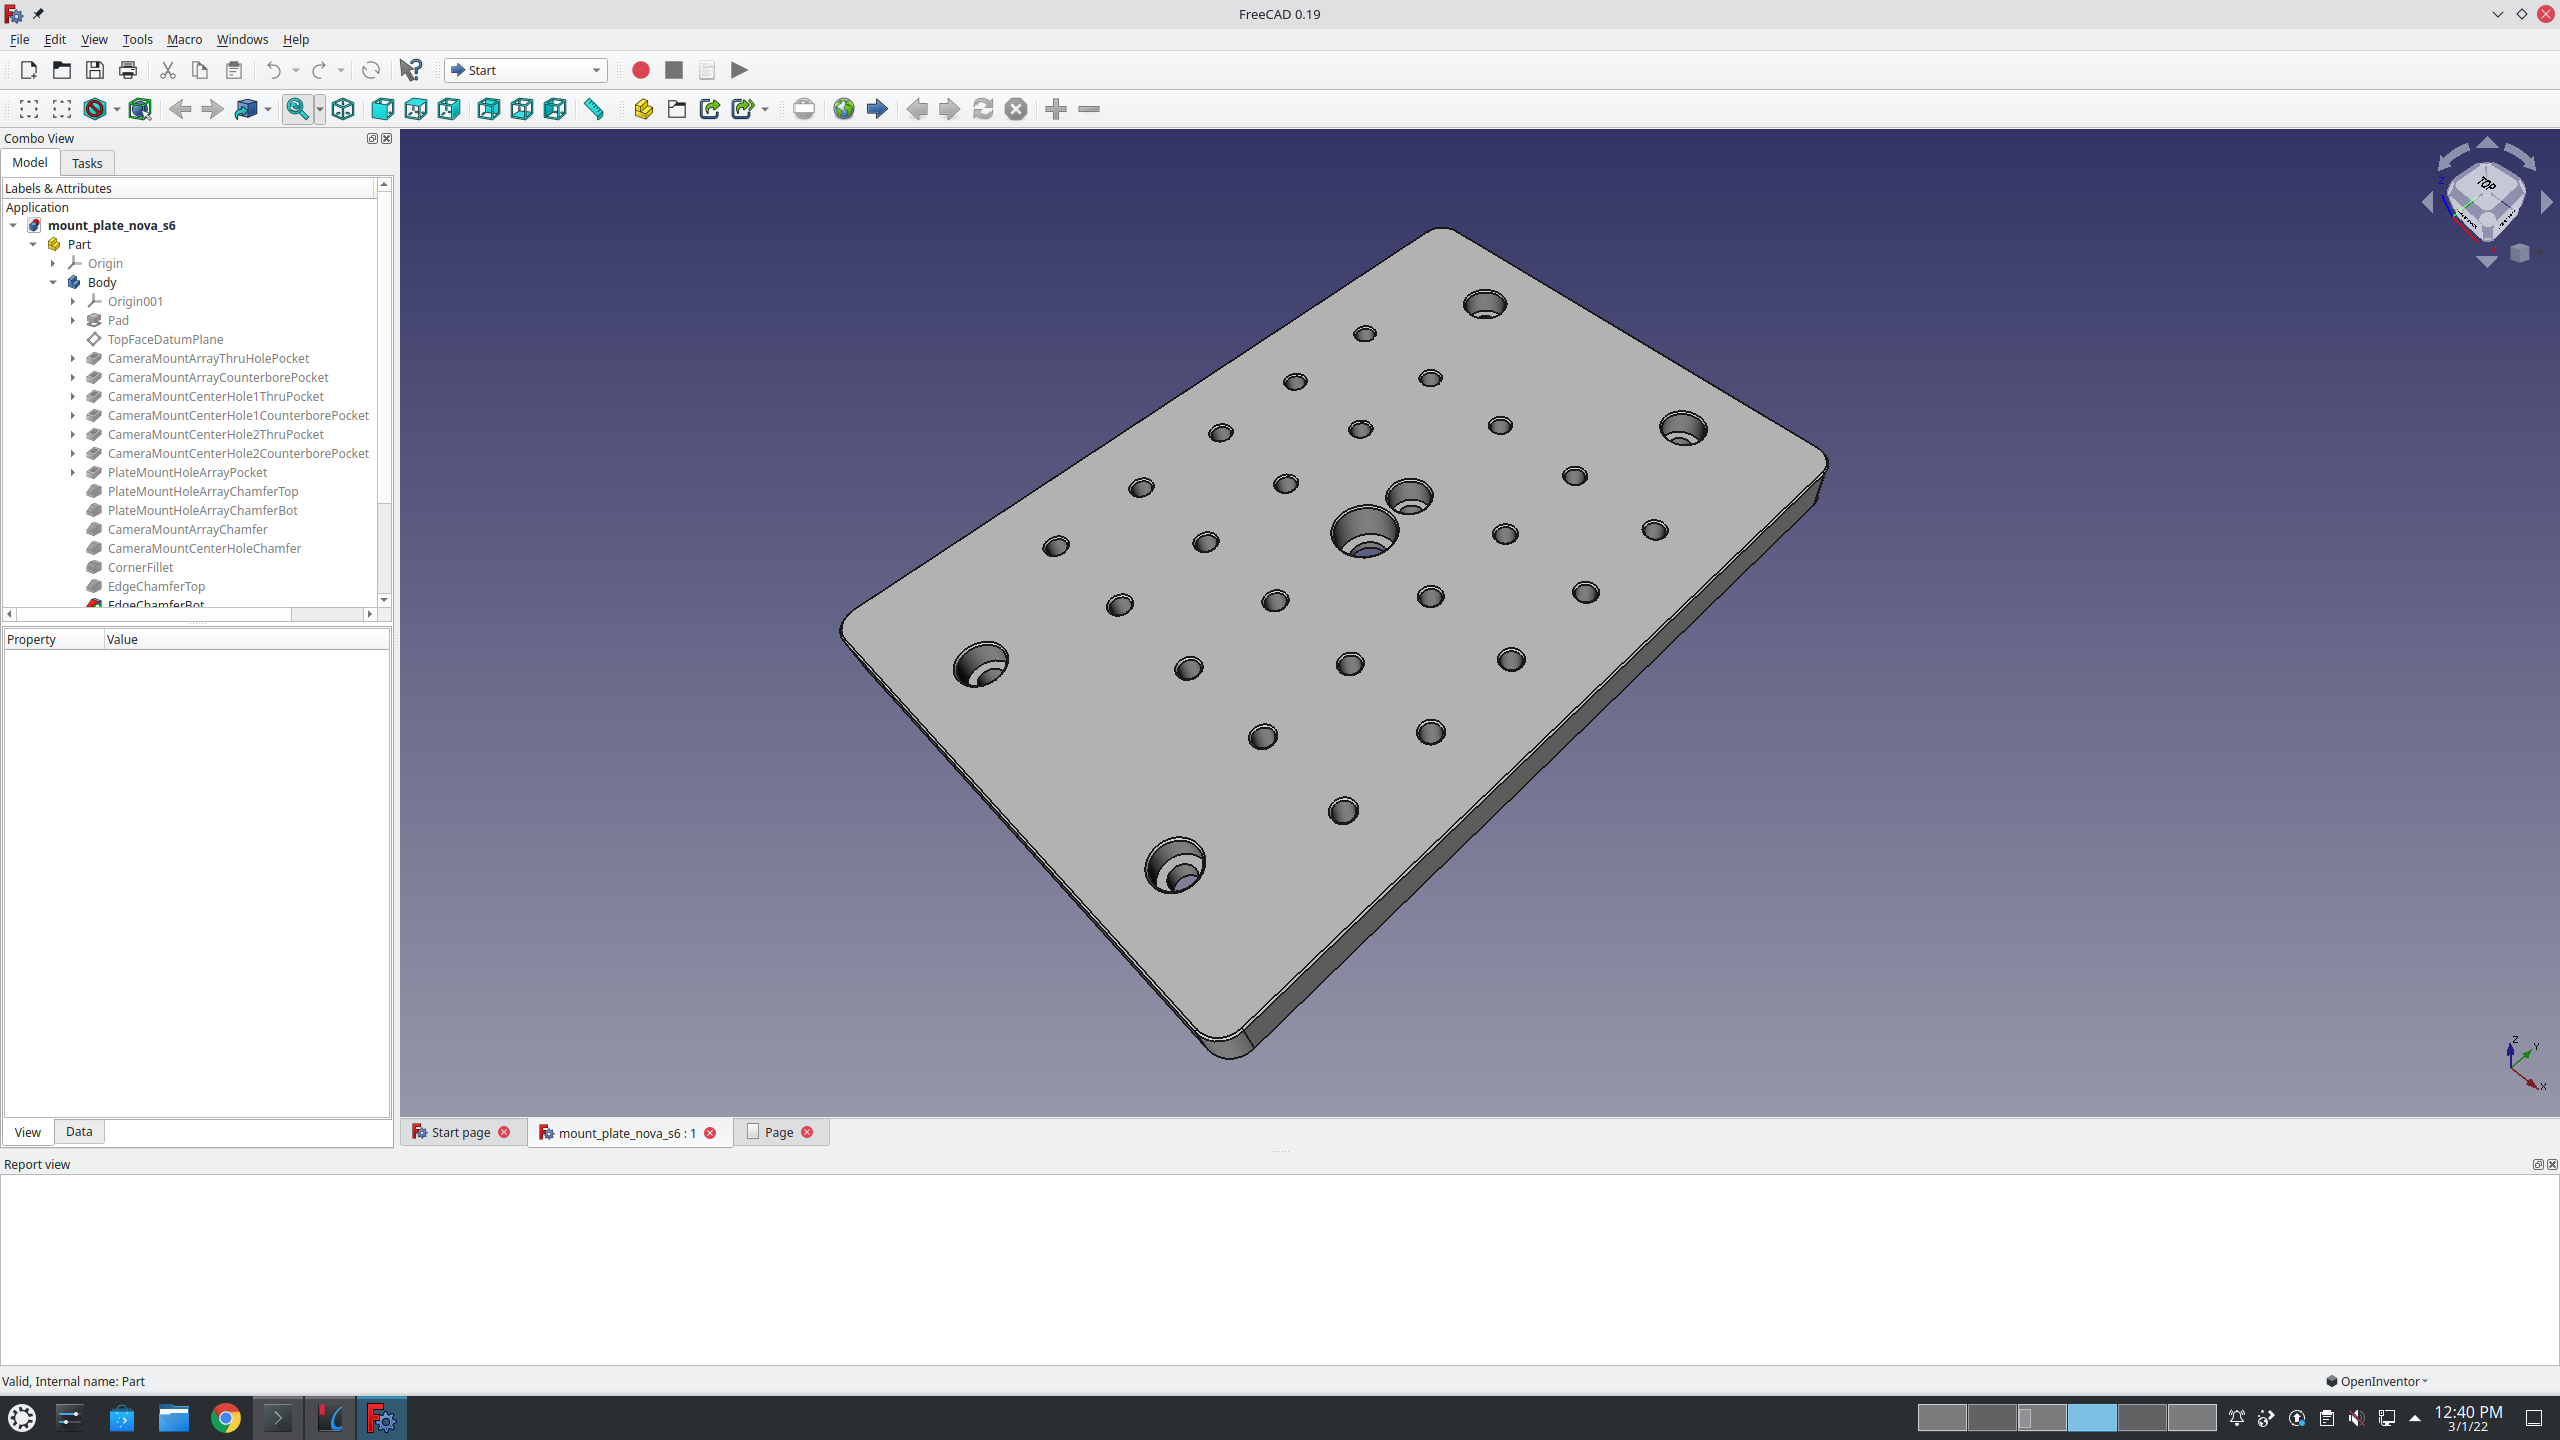 FreeCAD 0.19
File Edit View Tools Macro Windows Help
Start
Combo View
Model Tasks
Labels & Attributes
Application
mount_plate_nova_s6
Part
Origin
Body
Origin001
Pad
TopFaceDatumPlane
CameraMountArrayThruHolePocket
CameraMountArrayCounterborePocket
CameraMountCenterHole1ThruPocket
CameraMountCenterHole1CounterborePocket
CameraMountCenterHole2ThruPocket
CameraMountCenterHole2CounterborePocket
PlateMountHoleArrayPocket
PlateMountHoleArrayChamferTop
PlateMountHoleArrayChamferBot
CameraMountArrayChamfer
CameraMountCenterHoleChamfer
CornerFillet
EdgeChamferTop
EdgeChamferBot
Property Value
TOP
Z
Y
X
View Data
Start page mount_plate_nova_s6 : 1 Page
Report view
Valid, Internal name: Part
OpenInventor
12:40 PM
3/1/22